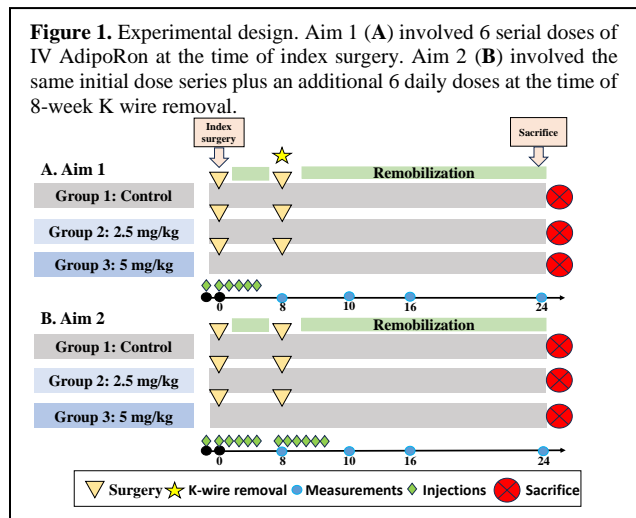 Figure 1. Experimental design. Aim 1 (A) involved 6 serial doses of
IV AdipoRon at the time of index surgery. Aim 2 (B) involved the
same initial dose series plus an additional 6 daily doses at the time of
8-week K wire removal.
Index
surgery
Sacrifice
A. Aim 1
Remobilization
Group 1: Control
Group 2: 2.5 mg/kg
Group 3: 5 mg/kg
0 8 10 16 24
B. Aim 2
Remobilization
Group 1: Control
Group 2: 2.5 mg/kg
Group 3: 5 mg/kg
0 8 10 16 24
Surgery K-wire removal Measurements Injections Sacrifice